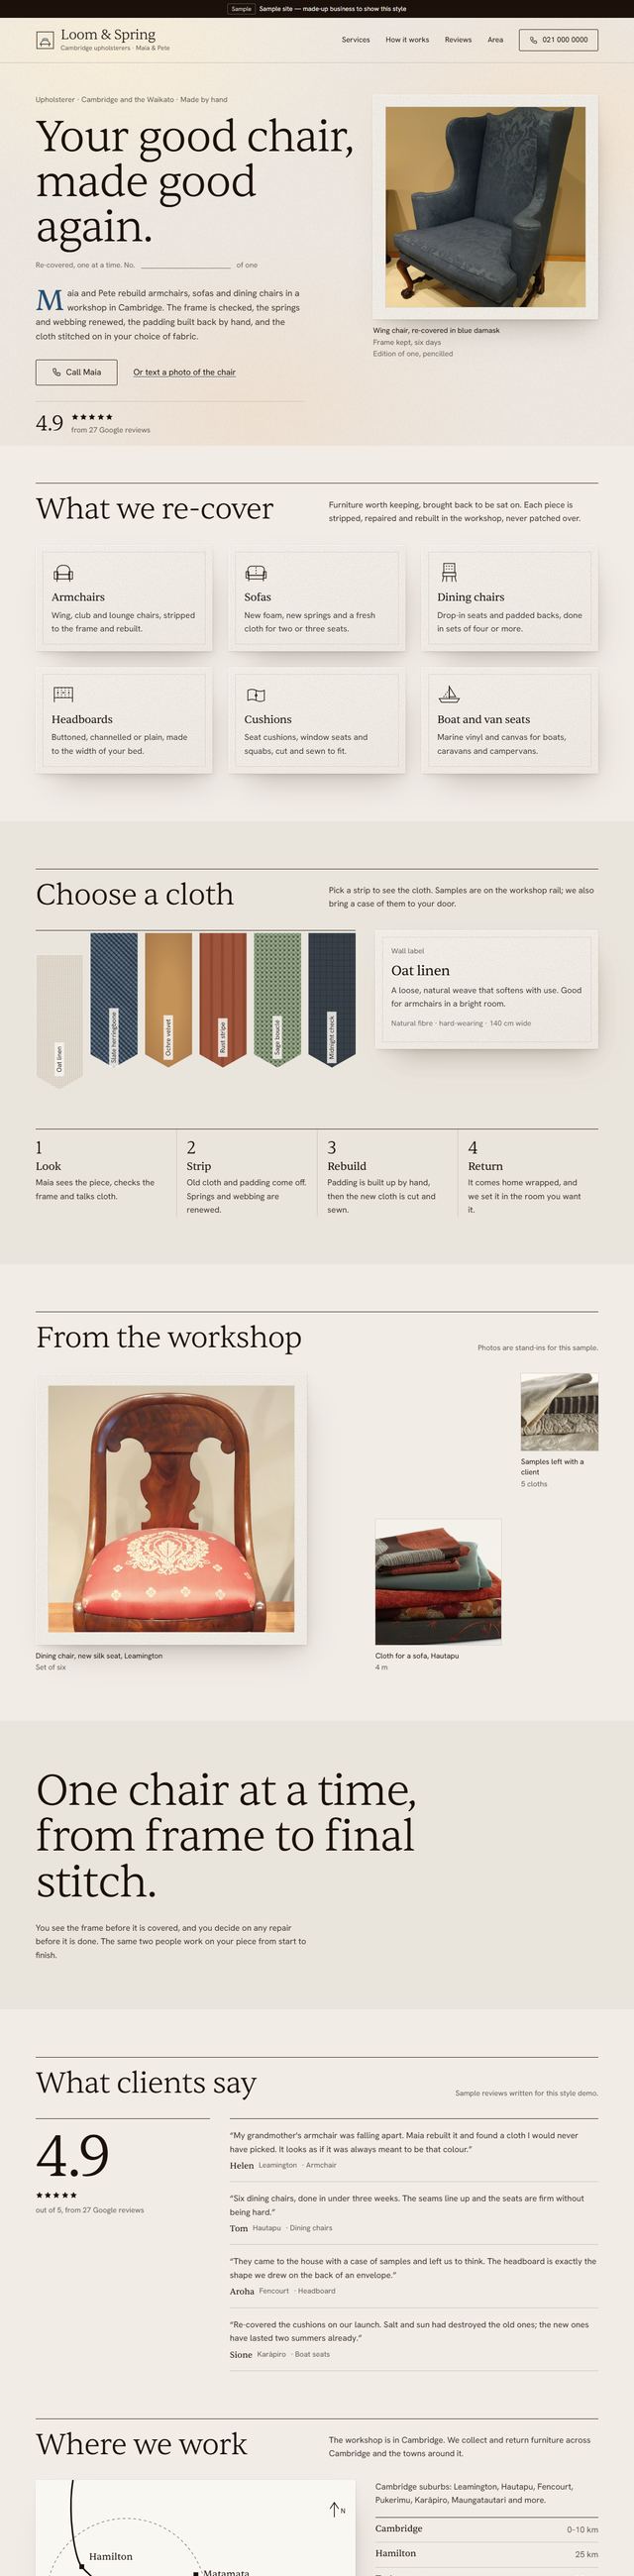 Sample Sample site — made-up business to show this style
Loom & Spring
Cambridge upholsterers · Maia & Pete
Services How it works Reviews Area 021 000 0000
Upholsterer · Cambridge and the Waikato · Made by hand
Your good chair,
made good
again.
Re-covered, one at a time. No. of one
Maia and Pete rebuild armchairs, sofas and dining chairs in a
workshop in Cambridge. The frame is checked, the springs
and webbing renewed, the padding built back by hand, and the
cloth stitched on in your choice of fabric.
Call Maia Or text a photo of the chair
4.9 ★★★★★
from 27 Google reviews
Wing chair, re-covered in blue damask
Frame kept, six days
Edition of one, pencilled
What we re-cover
Furniture worth keeping, brought back to be sat on. Each piece is
stripped, repaired and rebuilt in the workshop, never patched over.
Armchairs
Wing, club and lounge chairs, stripped
to the frame and rebuilt.
Sofas
New foam, new springs and a fresh
cloth for two or three seats.
Dining chairs
Drop-in seats and padded backs, done
in sets of four or more.
Headboards
Buttoned, channelled or plain, made
to the width of your bed.
Cushions
Seat cushions, window seats and
squabs, cut and sewn to fit.
Boat and van seats
Marine vinyl and canvas for boats,
caravans and campervans.
Choose a cloth
Pick a strip to see the cloth. Samples are on the workshop rail; we also
bring a case of them to your door.
Oat linen
Slate herringbone
Ochre velvet
Rust stripe
Sage bouclé
Midnight check
Wall label
Oat linen
A loose, natural weave that softens with use. Good
for armchairs in a bright room.
Natural fibre · hard-wearing · 140 cm wide
1
Look
Maia sees the piece, checks the
frame and talks cloth.
2
Strip
Old cloth and padding come off.
Springs and webbing are
renewed.
3
Rebuild
Padding is built up by hand,
then the new cloth is cut and
sewn.
4
Return
It comes home wrapped, and
we set it in the room you want
it.
From the workshop
Photos are stand-ins for this sample.
Dining chair, new silk seat, Leamington
Set of six
Samples left with a
client
5 cloths
Cloth for a sofa, Hautapu
4 m
One chair at a time,
from frame to final
stitch.
You see the frame before it is covered, and you decide on any repair
before it is done. The same two people work on your piece from start to
finish.
What clients say
Sample reviews written for this style demo.
4.9
★★★★★
out of 5, from 27 Google reviews
“My grandmother's armchair was falling apart. Maia rebuilt it and found a cloth I would never
have picked. It looks as if it was always meant to be that colour.”
Helen Leamington · Armchair
“Six dining chairs, done in under three weeks. The seams line up and the seats are firm without
being hard.”
Tom Hautapu · Dining chairs
“They came to the house with a case of samples and left us to think. The headboard is exactly the
shape we drew on the back of an envelope.”
Aroha Fencourt · Headboard
“Re-covered the cushions on our launch. Salt and sun had destroyed the old ones; the new ones
have lasted two summers already.”
Sione Karāpiro · Boat seats
Where we work
The workshop is in Cambridge. We collect and return furniture across
Cambridge and the towns around it.
N
Hamilton
Matamata
Cambridge suburbs: Leamington, Hautapu, Fencourt,
Pukerimu, Karāpiro, Maungatautari and more.
Cambridge 0–10 km
Hamilton 25 km